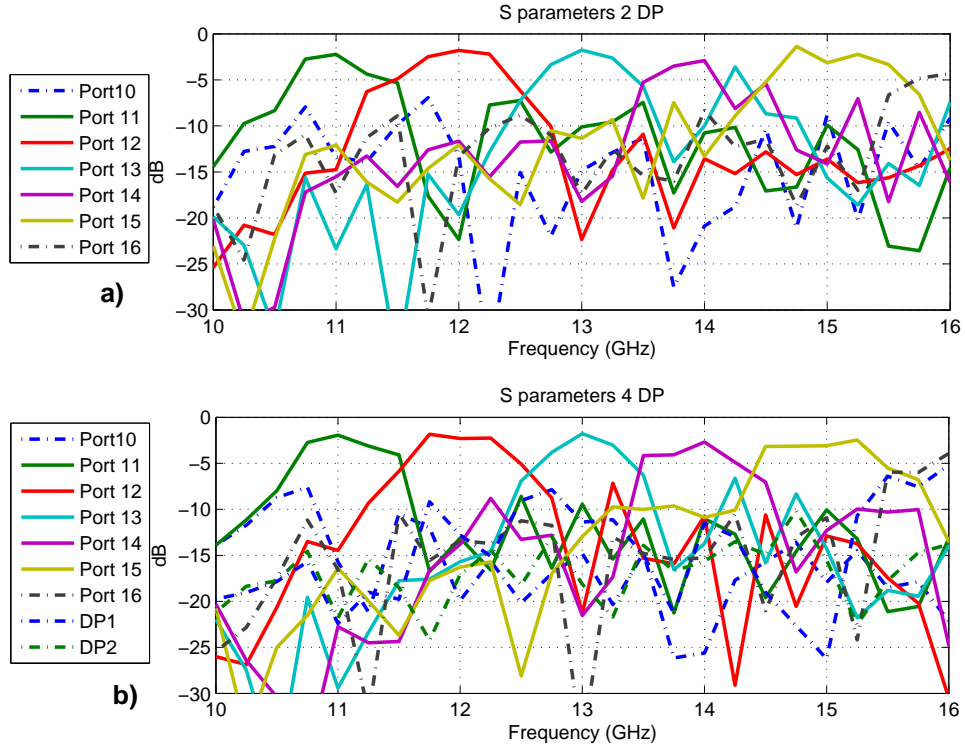 S parameters 2 DP
0
−5
−10
−15
−20
−25
−30
dB
10
11
12
13
14
15
16
Frequency (GHz)
Port10
Port 11
Port 12
Port 13
Port 14
Port 15
Port 16
a)
S parameters 4 DP
0
−5
−10
−15
−20
−25
−30
dB
10
11
12
13
14
15
16
Frequency (GHz)
Port10
Port 11
Port 12
Port 13
Port 14
Port 15
Port 16
DP1
DP2
b)